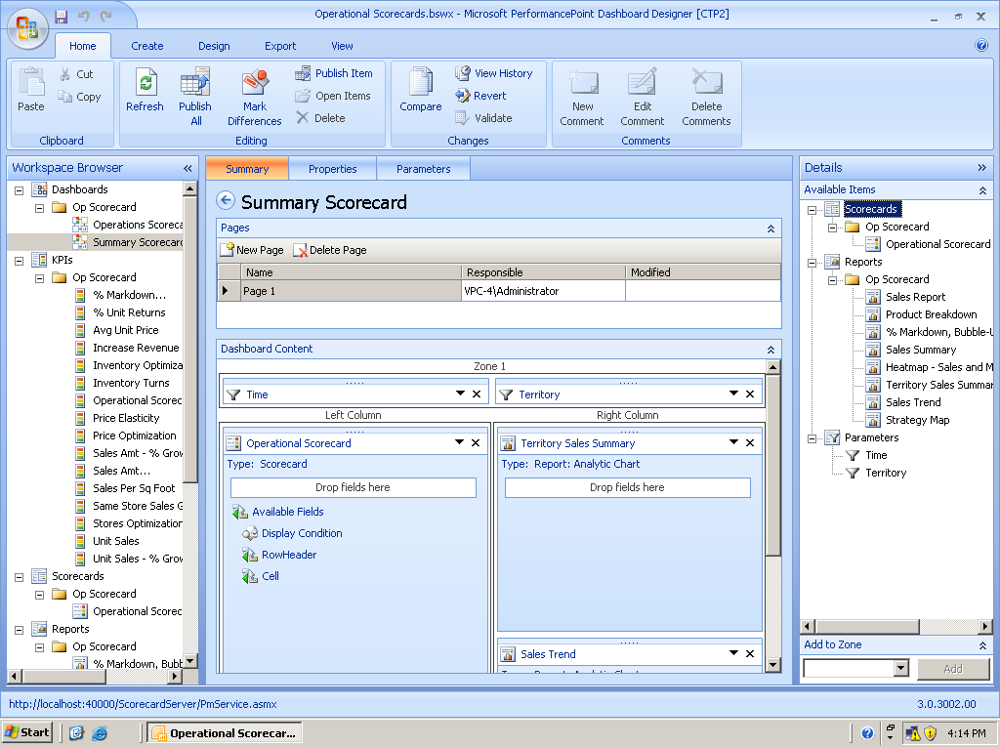 Operational Scorecards.bswx - Microsoft PerformancePoint Dashboard Designer [CTP2]
Home Create Design Export View
Paste
Cut
Copy
Clipboard
Refresh
Publish All
Mark Differences
Publish Item
Open Items
Delete
Editing
Compare
View History
Revert
Validate
Changes
New Comment
Edit Comment
Delete Comments
Comments
Workspace Browser
Dashboards
Op Scorecard
Operations Scoreca
Summary Scorecard
KPIs
Op Scorecard
% Markdown...
% Unit Returns
Avg Unit Price
Increase Revenue
Inventory Optimiza
Inventory Turns
Operational Scorec
Price Elasticity
Price Optimization
Sales Amt - % Grow
Sales Amt...
Sales Per Sq Foot
Same Store Sales G
Stores Optimization
Unit Sales
Unit Sales - % Grow
Scorecards
Op Scorecard
Operational Scorec
Reports
Op Scorecard
% Markdown, Bubb
Summary Properties Parameters
Summary Scorecard
Pages
New Page Delete Page
Name Responsible Modified
Page 1 VPC-4\Administrator
Dashboard Content
Zone 1
Time
Territory
Left Column
Right Column
Operational Scorecard
Type: Scorecard
Drop fields here
Available Fields
Display Condition
RowHeader
Cell
Territory Sales Summary
Type: Report: Analytic Chart
Drop fields here
Sales Trend
Type: Report: Analytic Chart
Details
Available Items
Scorecards
Op Scorecard
Operational Scorecard
Reports
Op Scorecard
Sales Report
Product Breakdown
% Markdown, Bubble-U
Sales Summary
Heatmap - Sales and M
Territory Sales Summar
Sales Trend
Strategy Map
Parameters
Time
Territory
Add to Zone
Add
http://localhost:40000/ScorecardServer/PmService.asmx
3.0.3002.00
Start
Operational Scorecar...
4:14 PM